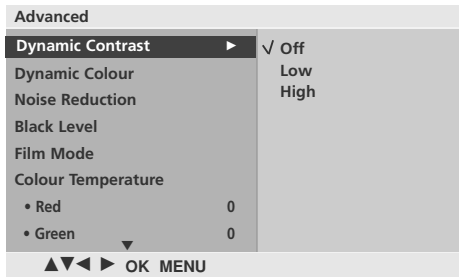 Advanced
Dynamic Contrast ► √ Off
Dynamic Colour Low
Noise Reduction High
Black Level
Film Mode
Colour Temperature
• Red 0
• Green 0
▼
▲▼◄ ► OK MENU